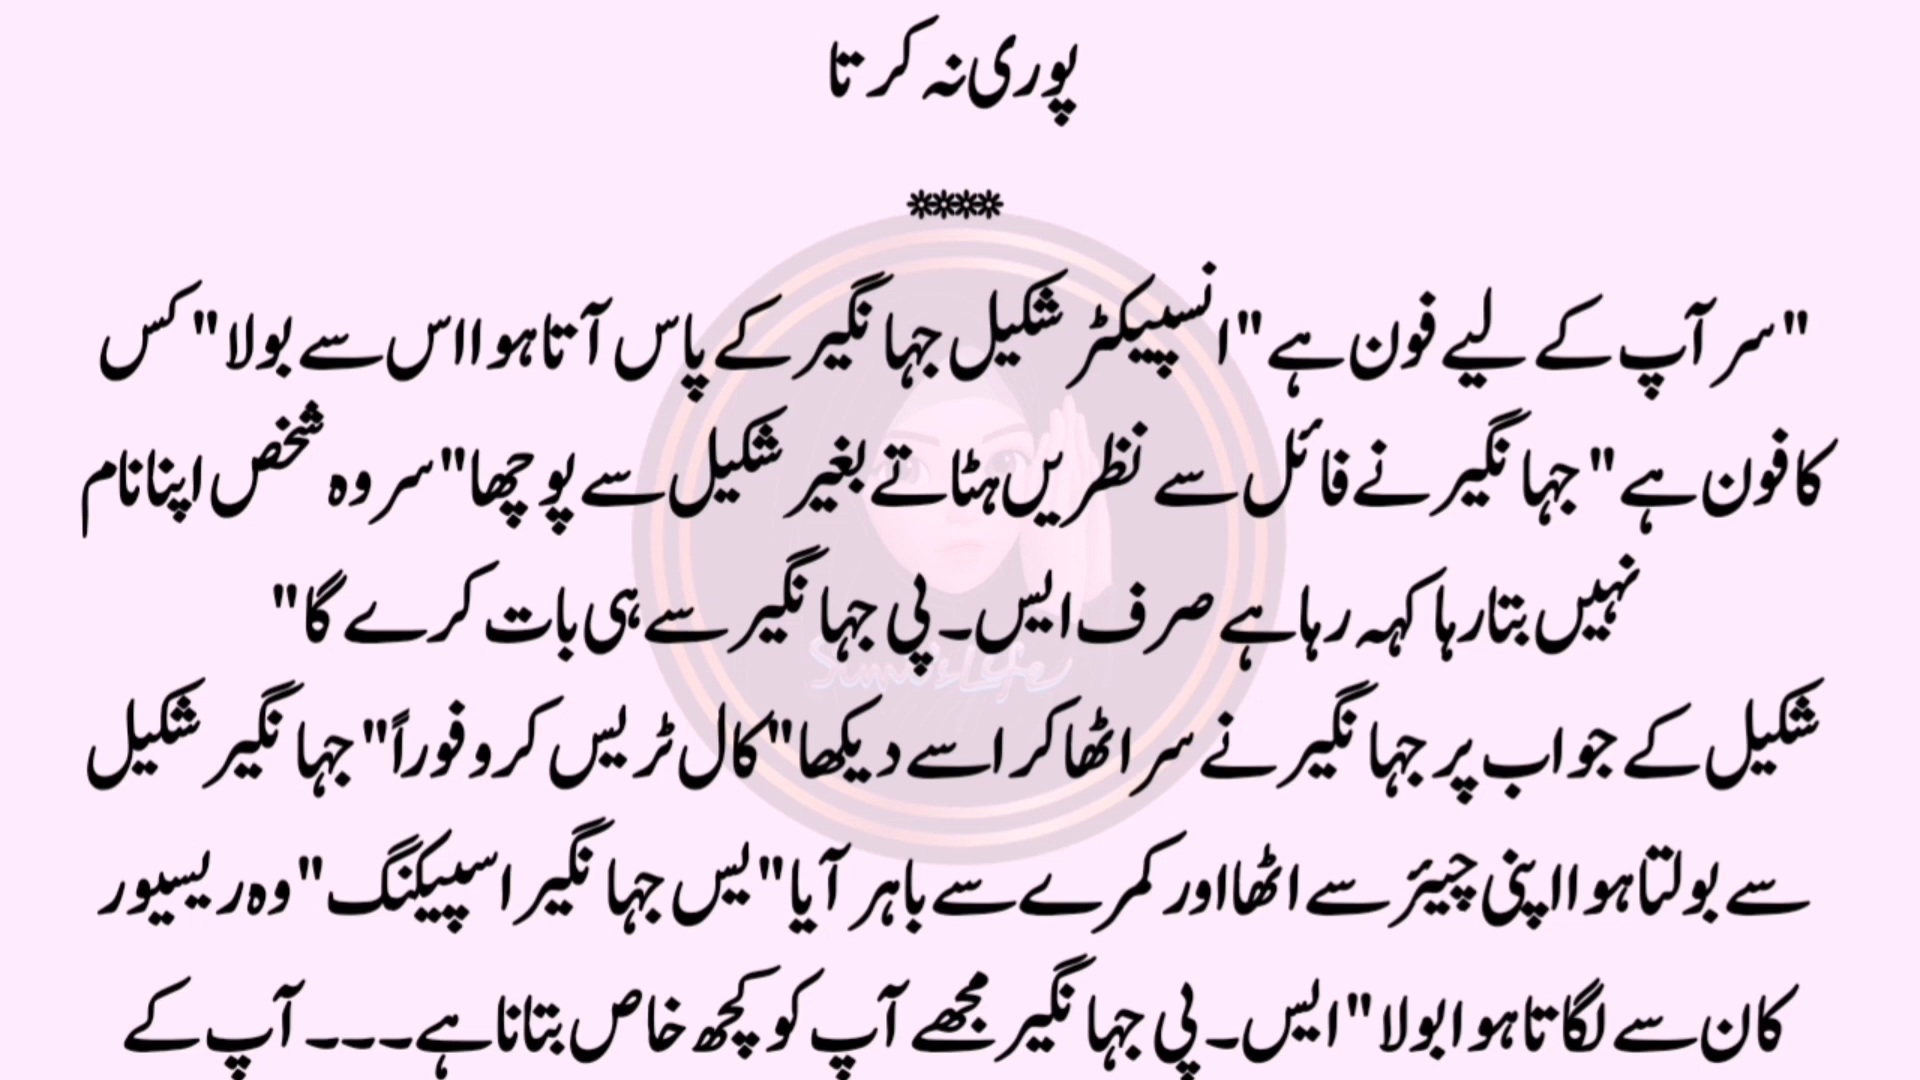 پوری نہ کرتا
****
"سر آپ کے لیے فون ہے" انسپیکٹر شکیل جہانگیر کے پاس آتا ہوا اس سے بولا "کس
کا فون ہے" جہانگیر نے فائل سے نظریں ہٹاتے بغیر شکیل سے پوچھا "سر وہ شخص اپنا نام
نہیں بتا رہا کہہ رہا ہے صرف ایس۔پی جہانگیر سے ہی بات کرے گا"
شکیل کے جواب پر جہانگیر نے سر اٹھا کر اسے دیکھا "کال ٹریس کرو فوراً" جہانگیر شکیل
سے بولتا ہوا اپنی چیئر سے اٹھا اور کمرے سے باہر آیا "یس جہانگیر اسپیکنگ" وہ ریسیور
کان سے لگاتا ہوا بولا "ایس۔پی جہانگیر مجھے آپ کو کچھ خاص بتانا ہے۔۔۔ آپ کے
Simi's Life